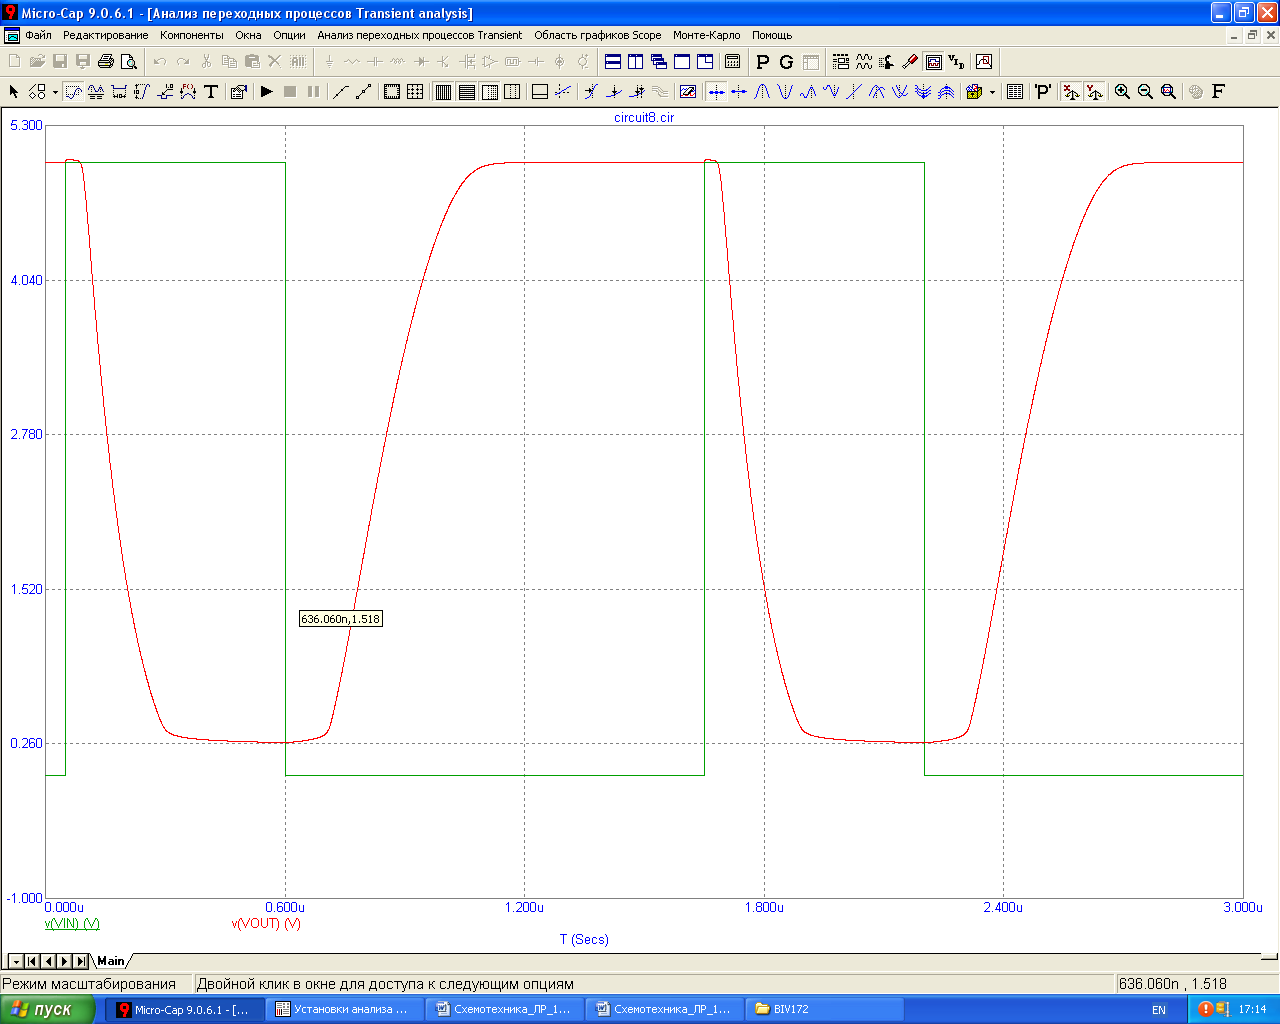 Micro-Cap 9.0.6.1 - [Анализ переходных процессов Transient analysis]
Файл Редактирование Компоненты Окна Опции Анализ переходных процессов Transient Область графиков Scope Монте-Карло Помощь
circuit8.cir
5.300
4.040
2.780
1.520
636.060n,1.518
0.260
-1.000
0.000u 0.600u 1.200u 1.800u 2.400u 3.000u
v(VIN) (V) v(VOUT) (V)
T (Secs)
Main
Режим масштабирования Двойной клик в окне для доступа к следующим опциям 636.060n , 1.518
пуск Micro-Cap 9.0.6.1 - [... Установки анализа ... Схемотехника_ЛР_1... Схемотехника_ЛР_1... BIV172 EN 17:14